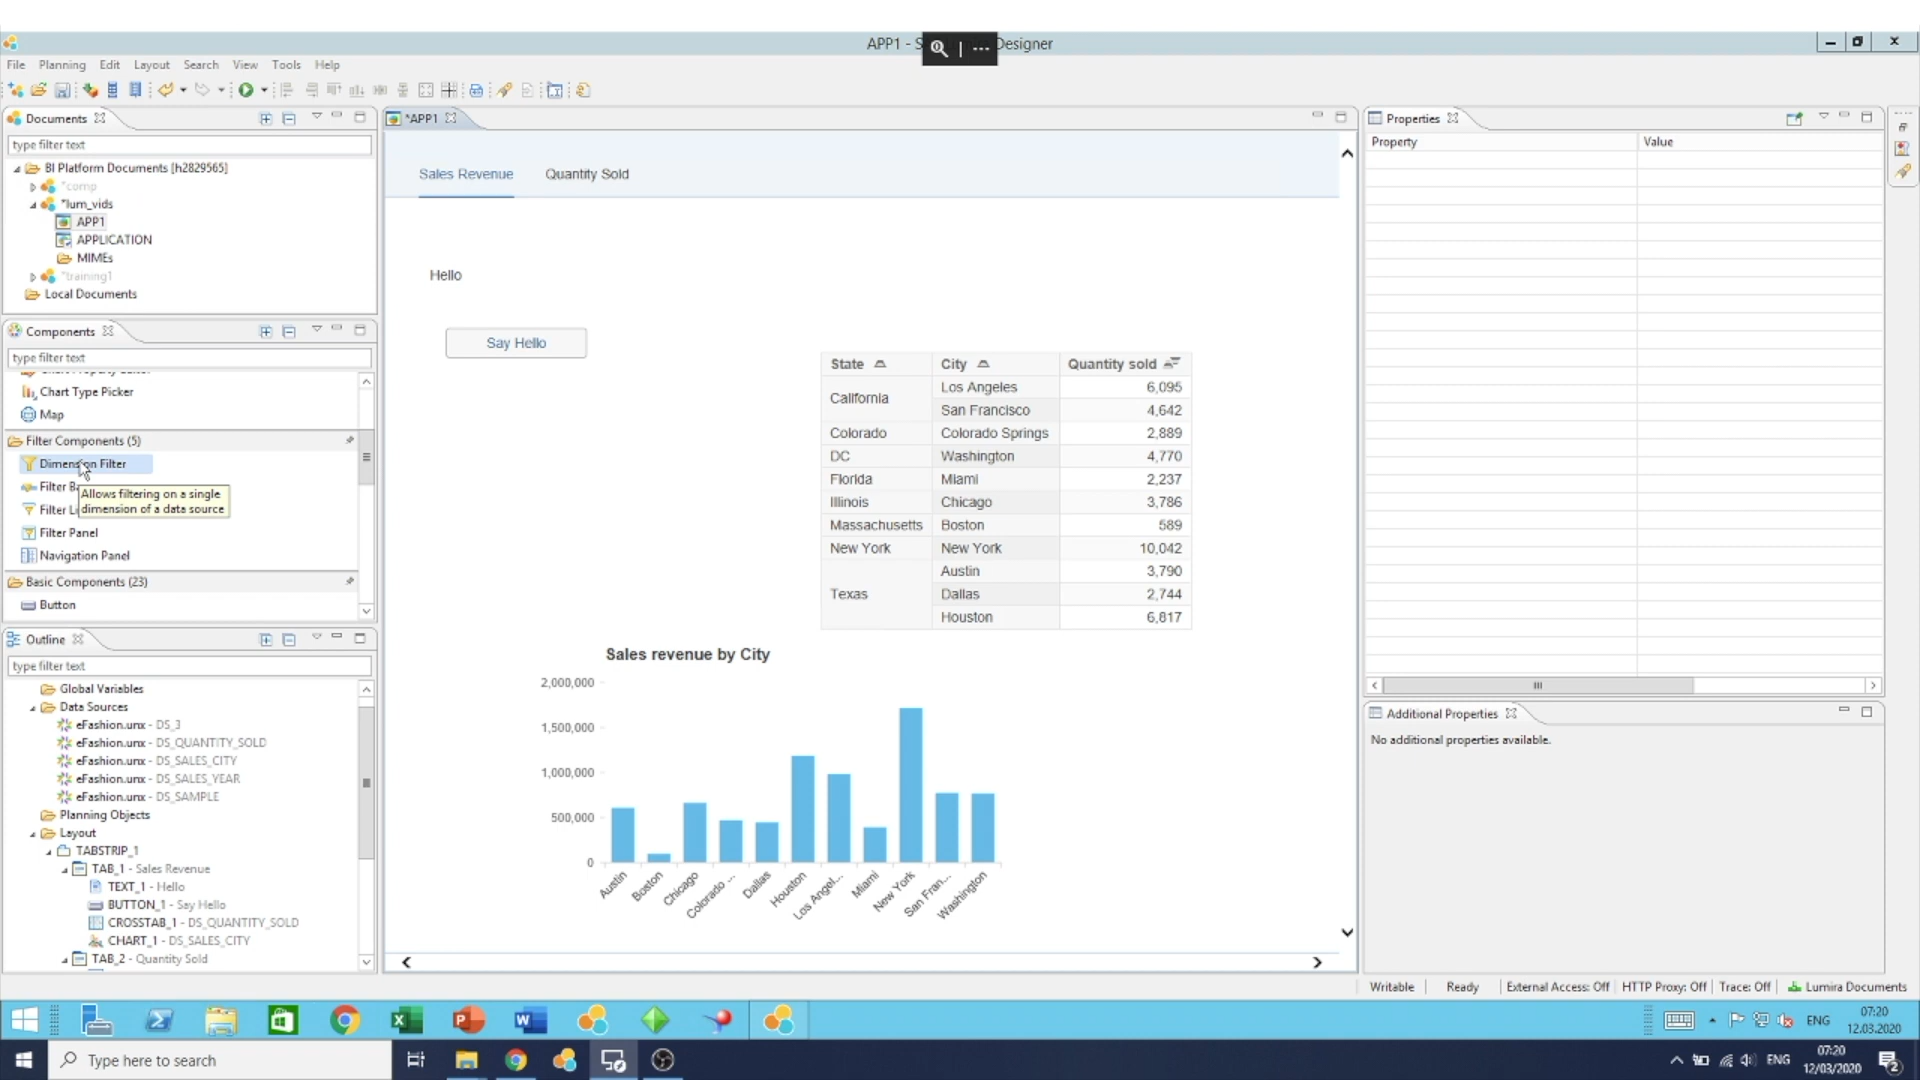 APP1 - S
Designer
File Planning Edit Layout Search View Tools Help
Documents
type filter text
BI Platform Documents [h2829565]
*comp
*lum_vids
APP1
APPLICATION
MIMEs
*training1
Local Documents
Components
type filter text
Chart Type Picker
Map
Filter Components (5)
Dimension Filter
Filter B
Filter L
Allows filtering on a single
dimension of a data source
Filter Panel
Navigation Panel
Basic Components (23)
Button
Outline
type filter text
Global Variables
Data Sources
eFashion.unx - DS_3
eFashion.unx - DS_QUANTITY_SOLD
eFashion.unx - DS_SALES_CITY
eFashion.unx - DS_SALES_YEAR
eFashion.unx - DS_SAMPLE
Planning Objects
Layout
TABSTRIP_1
TAB_1 - Sales Revenue
TEXT_1 - Hello
BUTTON_1 - Say Hello
CROSSTAB_1 - DS_QUANTITY_SOLD
CHART_1 - DS_SALES_CITY
TAB_2 - Quantity Sold
*APP1
Sales Revenue Quantity Sold
Hello
Say Hello
State City Quantity sold
California Los Angeles 6,095
San Francisco 4,642
Colorado Colorado Springs 2,889
DC Washington 4,770
Florida Miami 2,237
Illinois Chicago 3,786
Massachusetts Boston 589
New York New York 10,042
Texas Austin 3,790
Dallas 2,744
Houston 6,817
Sales revenue by City
2,000,000
1,500,000
1,000,000
500,000
0
Austin Boston Chicago Colorado ... Dallas Houston Los Angel... Miami New York San Fran... Washington
Properties
Property Value
Additional Properties
No additional properties available.
Writable Ready External Access: Off HTTP Proxy: Off Trace: Off Lumira Documents
ENG
07:20
12.03.2020
Type here to search
ENG
07:20
12/03/2020
2